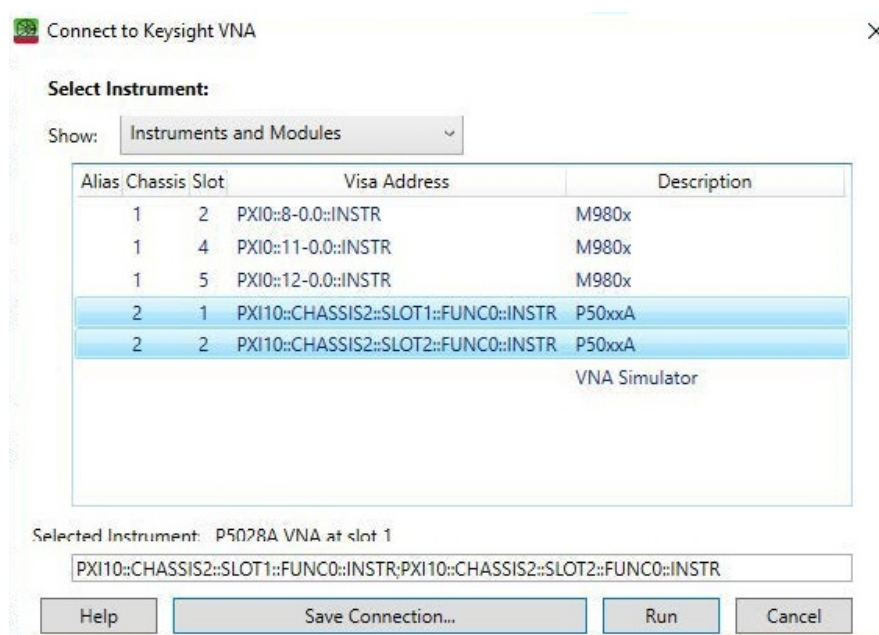 Connect to Keysight VNA
Select Instrument:
Show: Instruments and Modules
Alias Chassis Slot Visa Address Description
1 2 PXI0::8-0.0::INSTR M980x
1 4 PXI0::11-0.0::INSTR M980x
1 5 PXI0::12-0.0::INSTR M980x
2 1 PXI10::CHASSIS2::SLOT1::FUNC0::INSTR P50xxA
2 2 PXI10::CHASSIS2::SLOT2::FUNC0::INSTR P50xxA
VNA Simulator
Selected Instrument: P5028A VNA at slot 1
PXI10::CHASSIS2::SLOT1::FUNC0::INSTR;PXI10::CHASSIS2::SLOT2::FUNC0::INSTR
Help Save Connection... Run Cancel